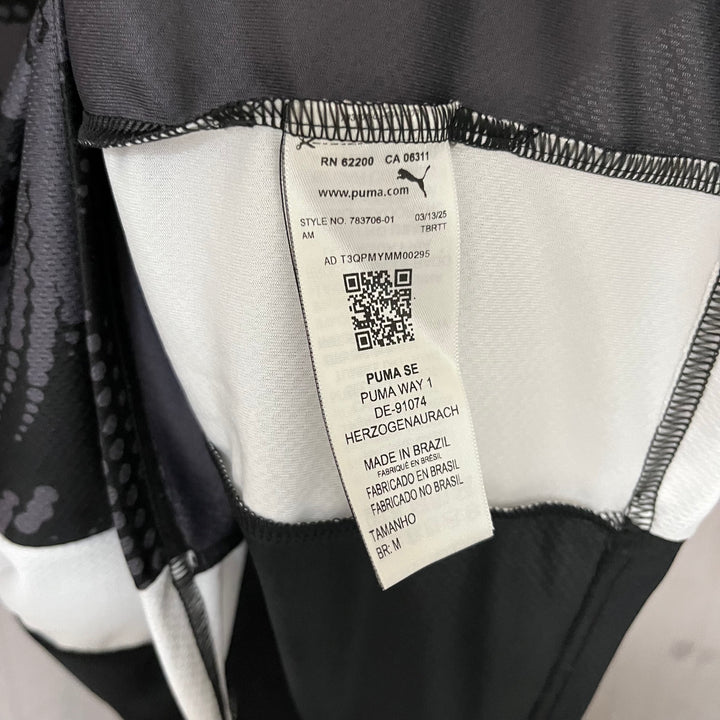 RN 62200 CA 06311
www.puma.com
STYLE NO. 783706-01 03/13/25
AM TBRTT
AD T3QPMYMM00295
PUMA SE
PUMA WAY 1
DE-91074
HERZOGENAURACH
MADE IN BRAZIL
FABRIQUÉ EN BRÉSIL
FABRICADO EN BRASIL
FABRICADO NO BRASIL
TAMANHO
BR: M